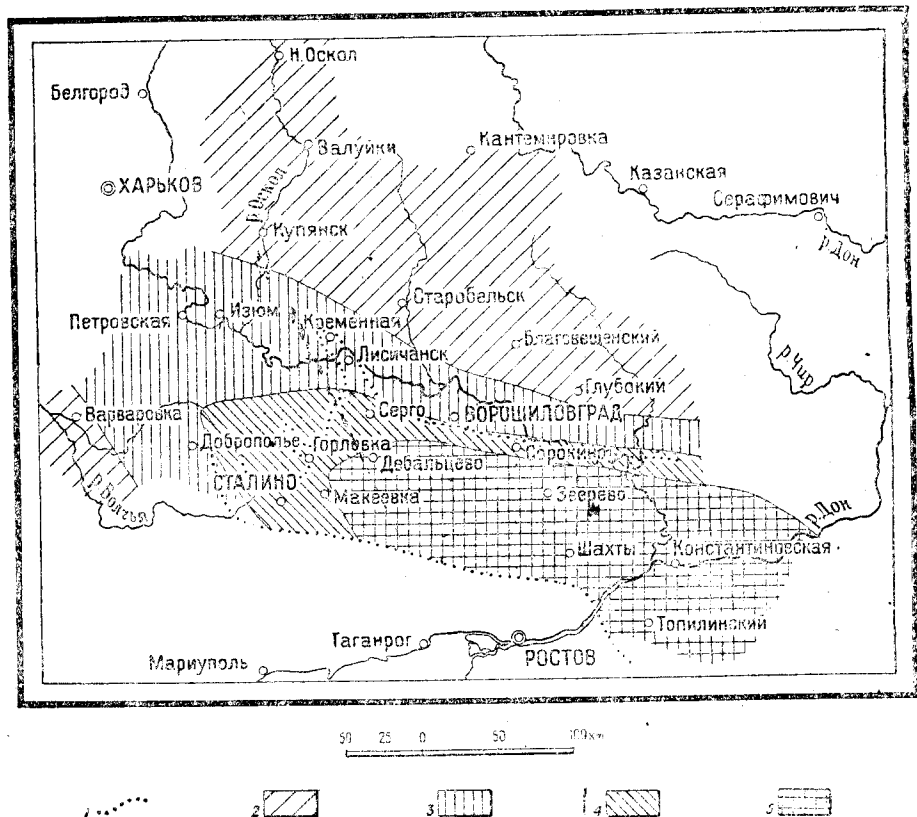 Н.Оскол
Белгород
Валуйки
Кантемировка
ХАРЬКОВ
р.Оскол
Казанская
Серафимович
Купянск
р.Дон
Старобельск
Петровская
Изюм
Кременная
Благовещенский
Лисичанск
р.Чир
Глубокий
Варваровка
Серго
ВОРОШИЛОВГРАД
Доброполье
Горловка
Дебальцево
Сорокино
СТАЛИНО
Макеевка
Зверево
р.Волчья
р.Дон
Шахты
Константиновская
Топилинский
Таганрог
РОСТОВ
Мариуполь
50 25 0 50 100км
1 2 3 4 5